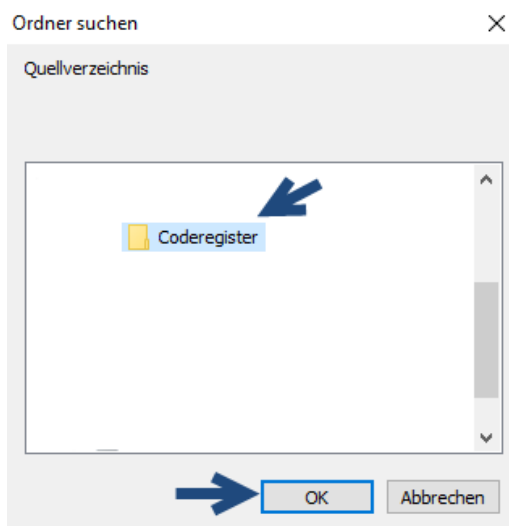 Ordner suchen
Quellverzeichnis
Coderegister
OK
Abbrechen